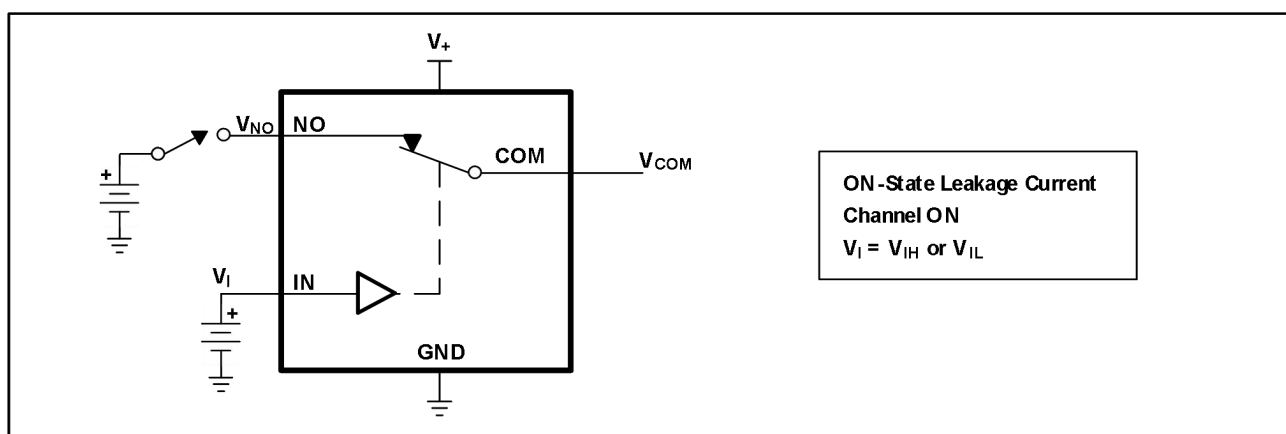 V+
VNO NO
COM
VCOM
+
VI
IN
+
GND
ON-State Leakage Current
Channel ON
VI = VIH or VIL